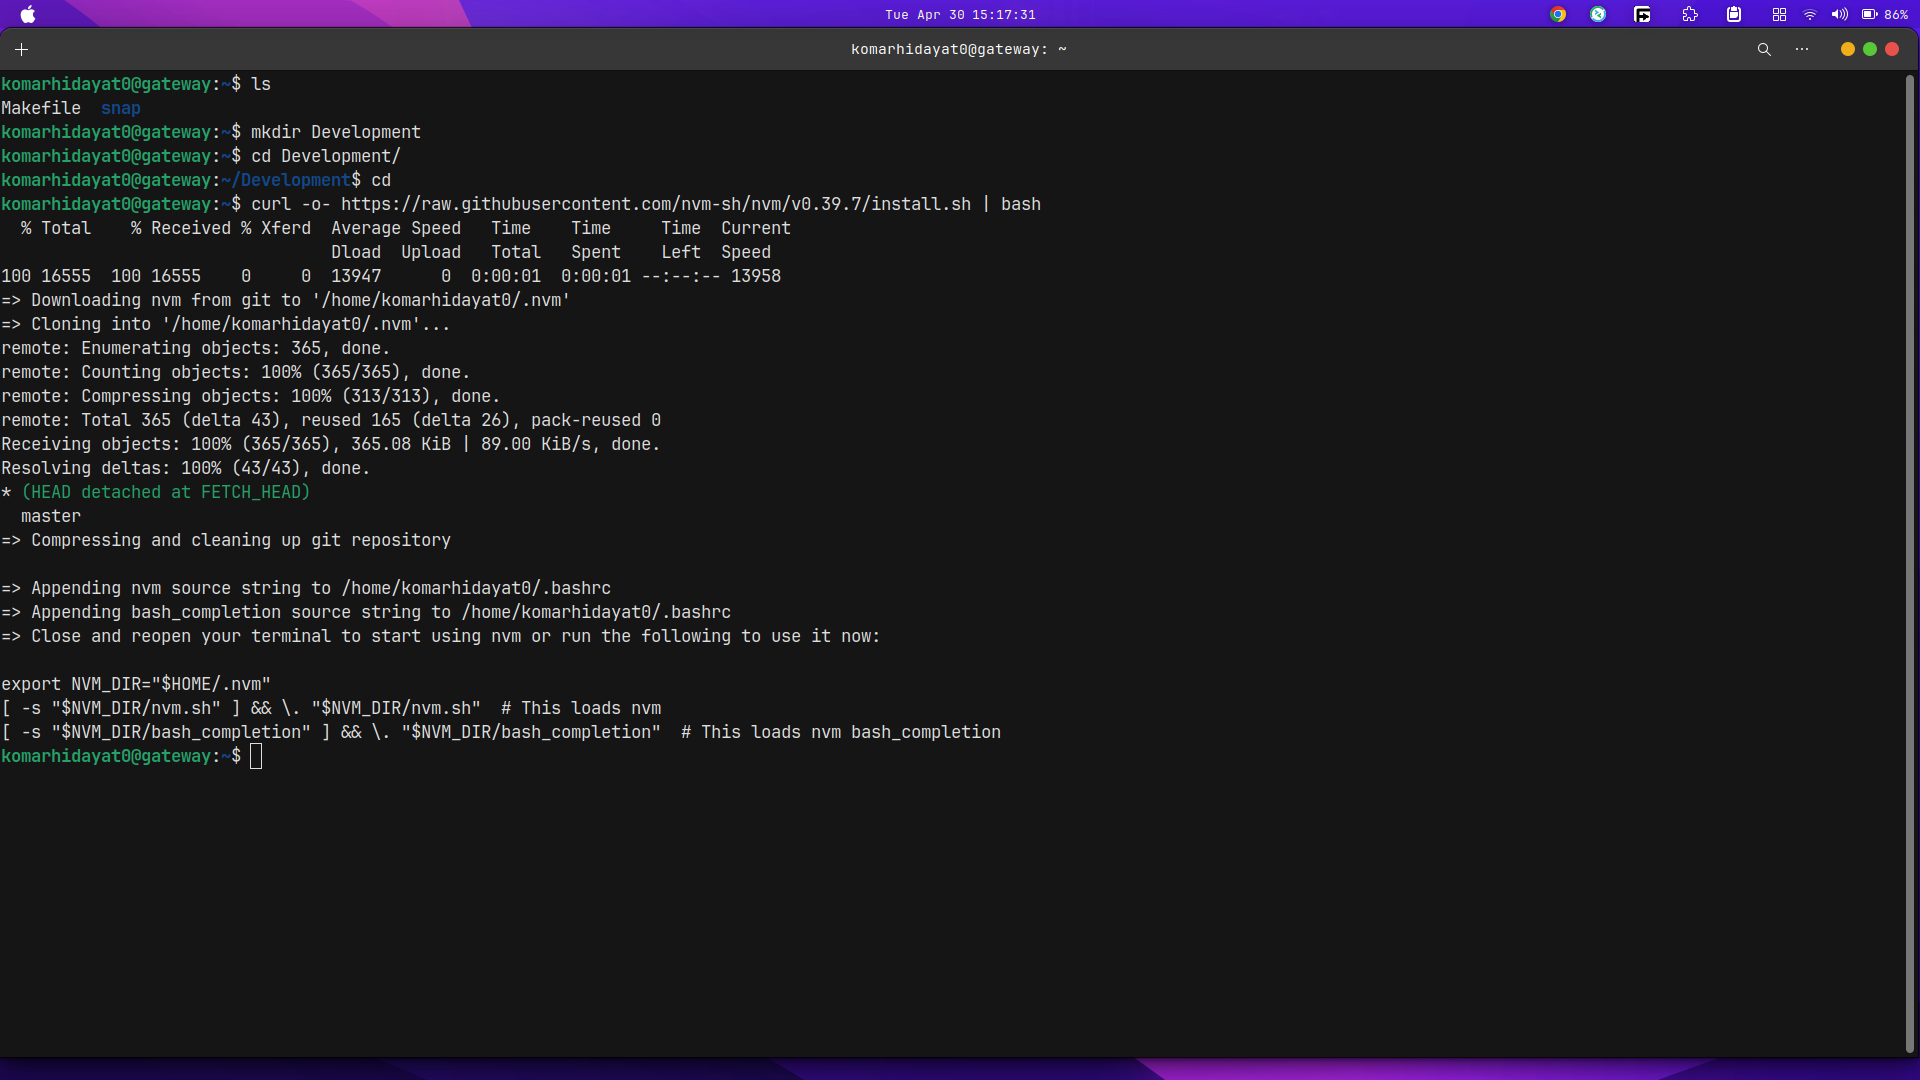 Tue Apr 30 15:17:31
86%
komarhidayat0@gateway: ~
komarhidayat0@gateway:~$ ls
Makefile  snap
komarhidayat0@gateway:~$ mkdir Development
komarhidayat0@gateway:~$ cd Development/
komarhidayat0@gateway:~/Development$ cd
komarhidayat0@gateway:~$ curl -o- https://raw.githubusercontent.com/nvm-sh/nvm/v0.39.7/install.sh | bash
  % Total    % Received % Xferd  Average Speed   Time    Time     Time  Current
                                 Dload  Upload   Total   Spent    Left  Speed
100 16555  100 16555    0     0  13947      0  0:00:01  0:00:01 --:--:-- 13958
=> Downloading nvm from git to '/home/komarhidayat0/.nvm'
=> Cloning into '/home/komarhidayat0/.nvm'...
remote: Enumerating objects: 365, done.
remote: Counting objects: 100% (365/365), done.
remote: Compressing objects: 100% (313/313), done.
remote: Total 365 (delta 43), reused 165 (delta 26), pack-reused 0
Receiving objects: 100% (365/365), 365.08 KiB | 89.00 KiB/s, done.
Resolving deltas: 100% (43/43), done.
* (HEAD detached at FETCH_HEAD)
  master
=> Compressing and cleaning up git repository

=> Appending nvm source string to /home/komarhidayat0/.bashrc
=> Appending bash_completion source string to /home/komarhidayat0/.bashrc
=> Close and reopen your terminal to start using nvm or run the following to use it now:

export NVM_DIR="$HOME/.nvm"
[ -s "$NVM_DIR/nvm.sh" ] && \. "$NVM_DIR/nvm.sh"  # This loads nvm
[ -s "$NVM_DIR/bash_completion" ] && \. "$NVM_DIR/bash_completion"  # This loads nvm bash_completion
komarhidayat0@gateway:~$